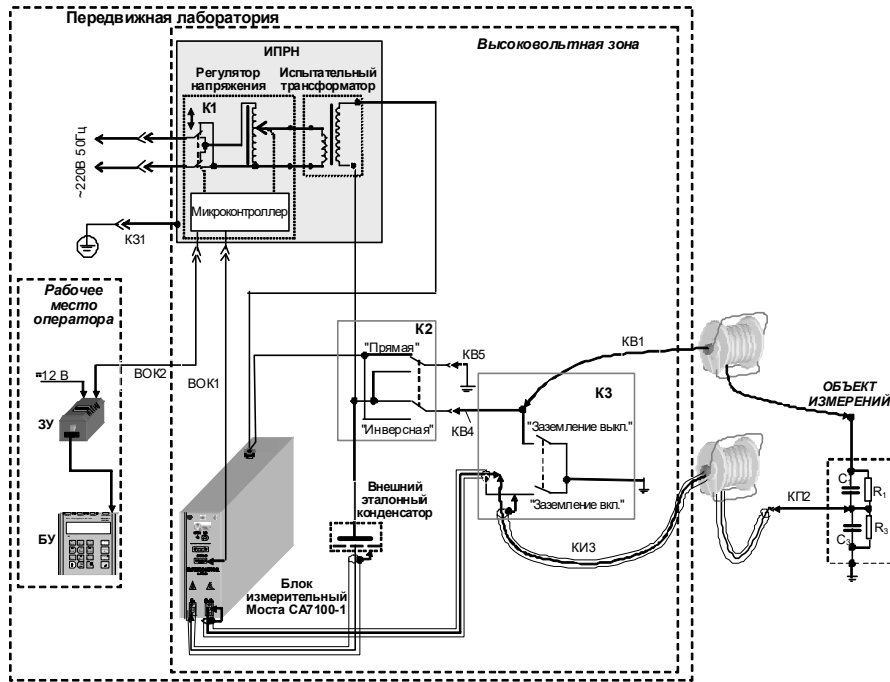 Передвижная лаборатория
Высоковольтная зона
ИПРН
Регулятор
напряжения
Испытательный
трансформатор
К1
~220В 50Гц
Микроконтроллер
КЗ1
Рабочее
место
оператора
12 В
ВОК2
ВОК1
ЗУ
БУ
К2
"Прямая"
КВ5
"Инверсная"
КВ4
К3
"Заземление выкл."
"Заземление вкл."
КВ1
ОБЪЕКТ
ИЗМЕРЕНИЙ
КП2
C1
R1
C3
R3
Внешний
эталонный
конденсатор
КИ3
Блок
измерительный
Моста СА7100-1